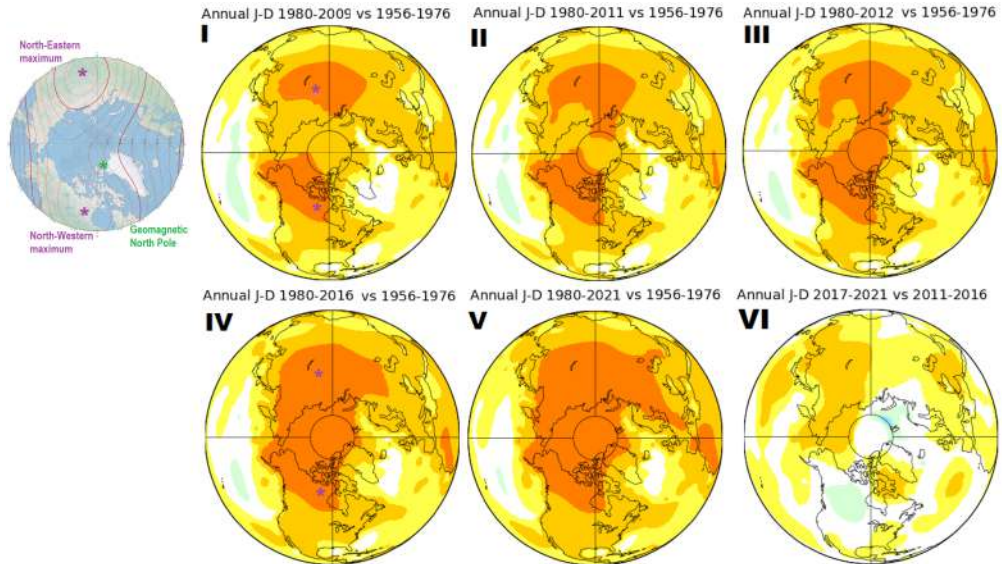 Annual J-D 1980-2009 vs 1956-1976
Annual J-D 1980-2011 vs 1956-1976
Annual J-D 1980-2012 vs 1956-1976
I
II
III
North-Eastern
maximum
*
*
*
*
*
North-Western
maximum
Geomagnetic
North Pole
Annual J-D 1980-2016 vs 1956-1976
Annual J-D 1980-2021 vs 1956-1976
Annual J-D 2017-2021 vs 2011-2016
IV
V
VI
*
*